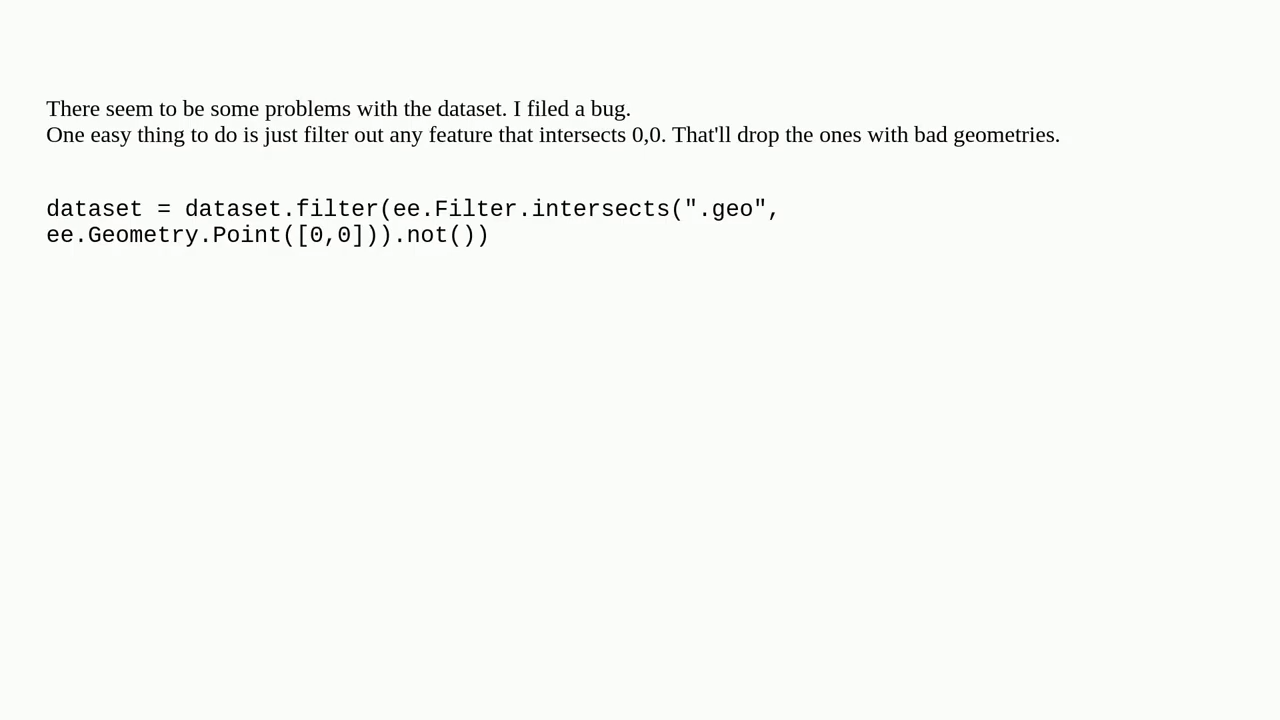 There seem to be some problems with the dataset. I filed a bug.
One easy thing to do is just filter out any feature that intersects 0,0. That'll drop the ones with bad geometries.
dataset = dataset.filter(ee.Filter.intersects(".geo",
ee.Geometry.Point([0,0])).not())